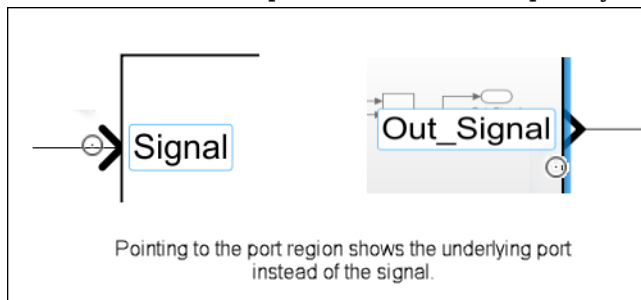 Signal
Out_Signal
Pointing to the port region shows the underlying port
instead of the signal.